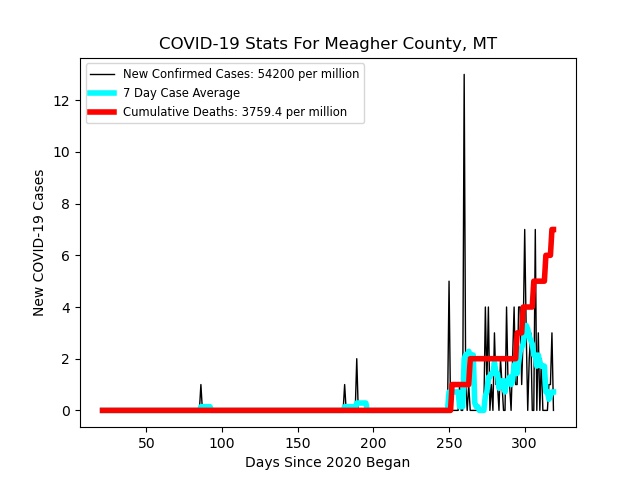 COVID-19 Stats For Meagher County, MT
New Confirmed Cases: 54200 per million
7 Day Case Average
Cumulative Deaths: 3759.4 per million
New COVID-19 Cases
12
10
8
6
4
2
0
50 100 150 200 250 300
Days Since 2020 Began